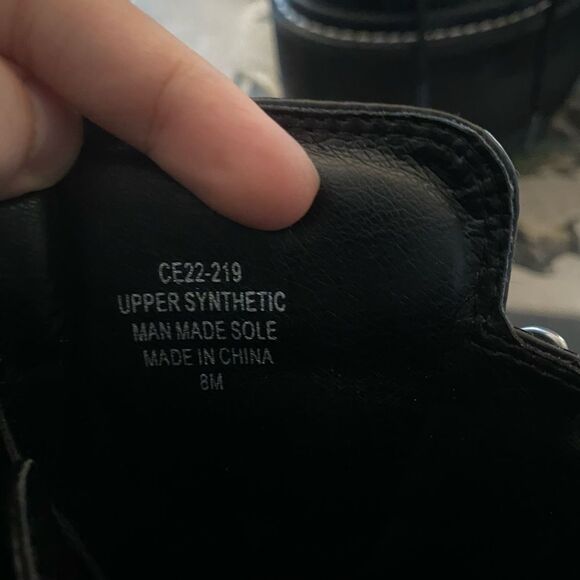 CE22-219
UPPER SYNTHETIC
MAN MADE SOLE
MADE IN CHINA
8M